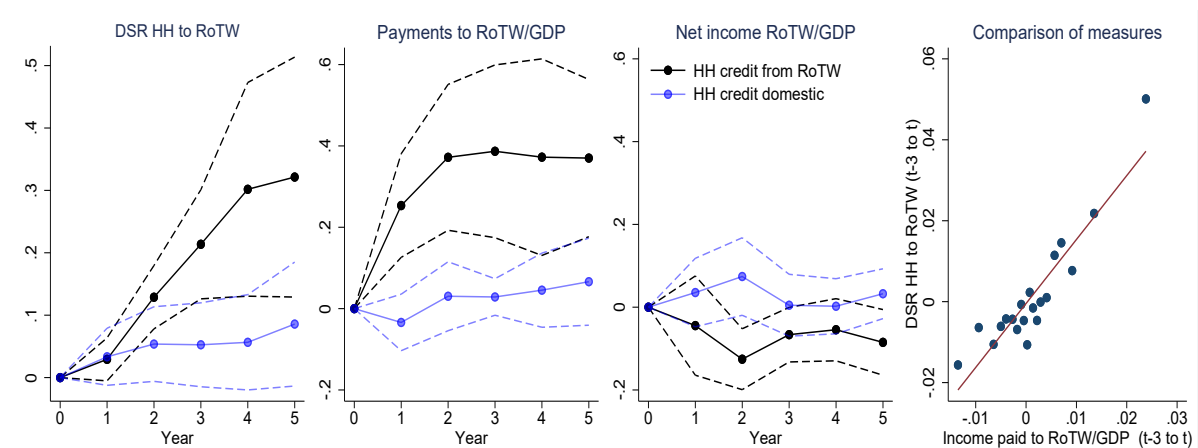 DSR HH to RoTW
.5
.4
.3
.2
.1
0
0 1 2 3 4 5
Year
Payments to RoTW/GDP
.6
.4
.2
0
-.2
0 1 2 3 4 5
Year
Net income RoTW/GDP
HH credit from RoTW
HH credit domestic
.6
.4
.2
0
-.2
0 1 2 3 4 5
Year
Comparison of measures
DSR HH to RoTW (t-3 to t)
.06
.04
.02
0
-.02
-.01 0 .01 .02 .03
Income paid to RoTW/GDP (t-3 to t)